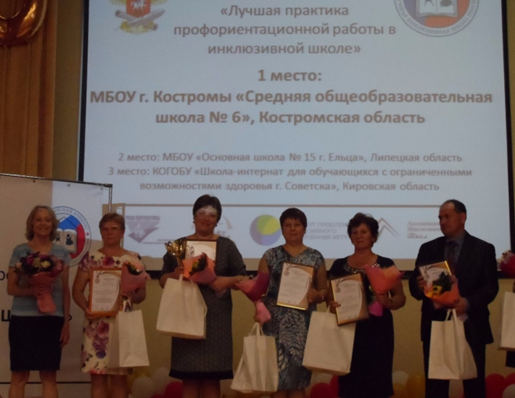 «Лучшая практика
профориентационной работы в
инклюзивной школе»
1 место:
МБОУ г. Костромы «Средняя общеобразовательная
школа № 6», Костромская область
2 место: МБОУ «Основная школа № 15 г. Ельца», Липецкая область
3 место: КОГОБУ «Школа-интернат для обучающихся с ограниченными
возможностями здоровья г. Советска», Кировская область